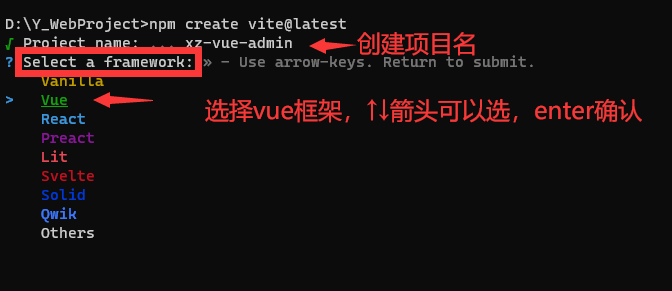 D:\Y_WebProject>npm create vite@latest
√ Project name: ... xz-vue-admin 创建项目名
? Select a framework: » - Use arrow-keys. Return to submit.
Vanilla
> Vue 选择vue框架，↑↓箭头可以选，enter确认
React
Preact
Lit
Svelte
Solid
Qwik
Others